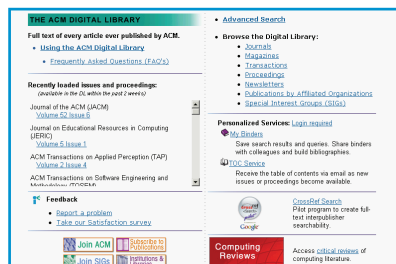 THE ACM DIGITAL LIBRARY
Full text of every article ever published by ACM.
Using the ACM Digital Library
Frequently Asked Questions (FAQ's)
Recently loaded issues and proceedings:
(available in the DL within the past 2 weeks)
Journal of the ACM (JACM)
Volume 52 Issue 6
Journal on Educational Resources in Computing
(JERIC)
Volume 5 Issue 1
ACM Transactions on Applied Perception (TAP)
Volume 2 Issue 4
ACM Transactions on Software Engineering and
Methodology (TOSEM)
Feedback
Report a problem
Take our Satisfaction survey
Join ACM
Subscribe to
Publications
Join SIGs
Institutions &
Advanced Search
Browse the Digital Library:
Journals
Magazines
Transactions
Proceedings
Newsletters
Publications by Affiliated Organizations
Special Interest Groups (SIGs)
Personalized Services: Login required
My Binders
Save search results and queries. Share binders
with colleagues and build bibliographies.
TOC Service
Receive the table of contents via email as new
issues or proceedings become available.
CrossRef Search
Pilot program to create full-
text interpublisher
searchability.
Google
Computing
Reviews
Access critical reviews of
computing literature.